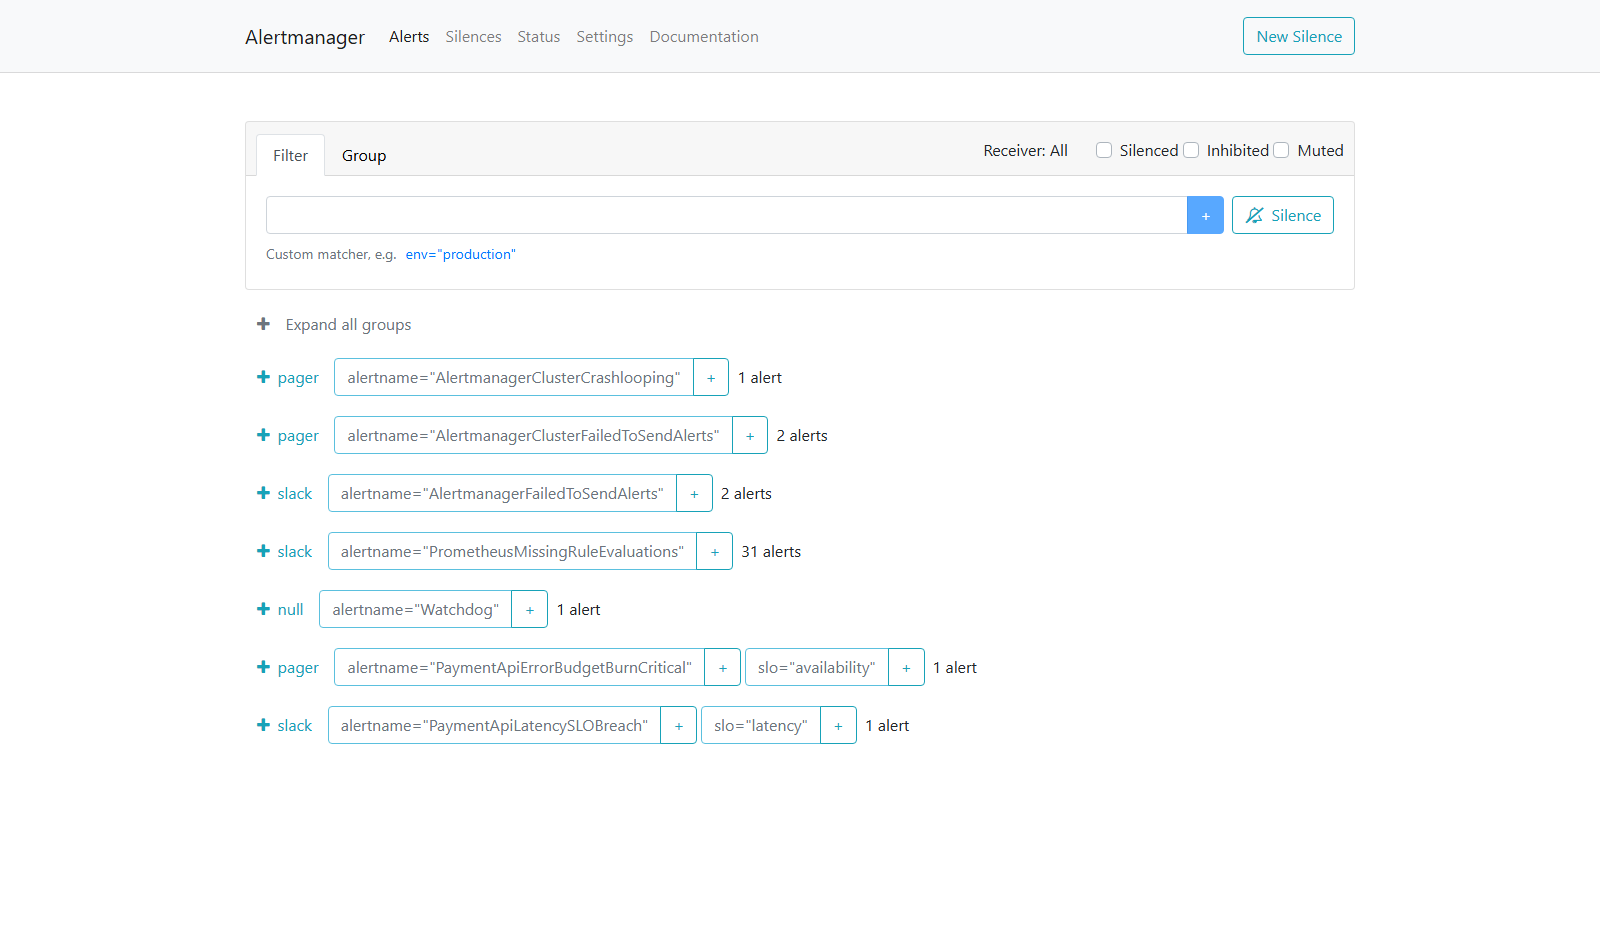 Alertmanager Alerts Silences Status Settings Documentation New Silence
Filter Group Receiver: All Silenced Inhibited Muted
+ Silence
Custom matcher, e.g. env="production"
+ Expand all groups
+ pager alertname="AlertmanagerClusterCrashlooping" + 1 alert
+ pager alertname="AlertmanagerClusterFailedToSendAlerts" + 2 alerts
+ slack alertname="AlertmanagerFailedToSendAlerts" + 2 alerts
+ slack alertname="PrometheusMissingRuleEvaluations" + 31 alerts
+ null alertname="Watchdog" + 1 alert
+ pager alertname="PaymentApiErrorBudgetBurnCritical" + slo="availability" + 1 alert
+ slack alertname="PaymentApiLatencySLOBreach" + slo="latency" + 1 alert